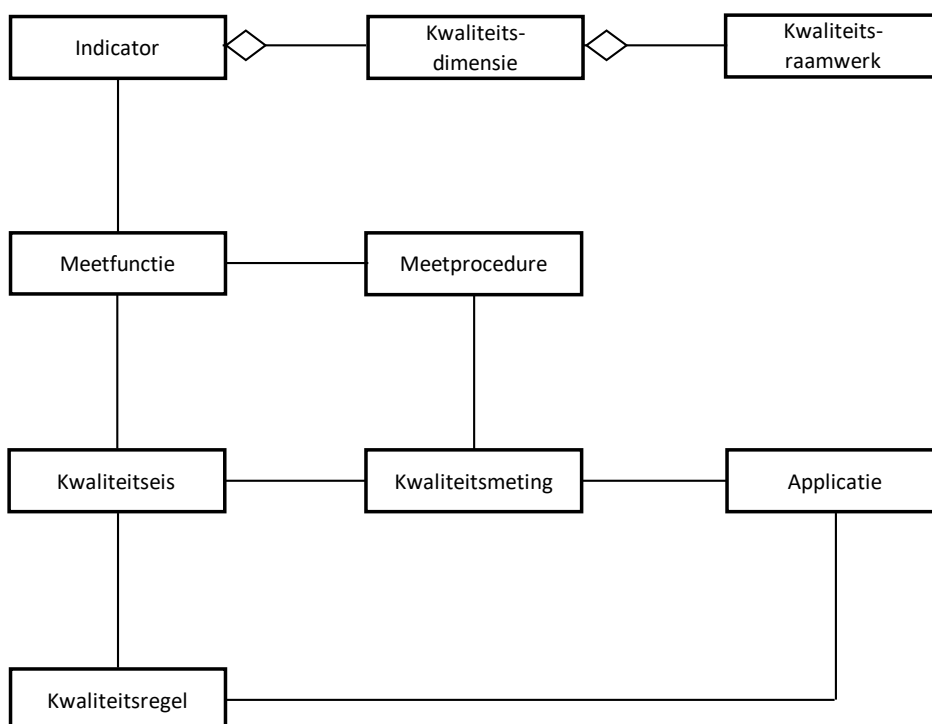 Indicator
Kwaliteits-
dimensie
Kwaliteits-
raamwerk
Meetfunctie
Meetprocedure
Kwaliteitseis
Kwaliteitsmeting
Applicatie
Kwaliteitsregel